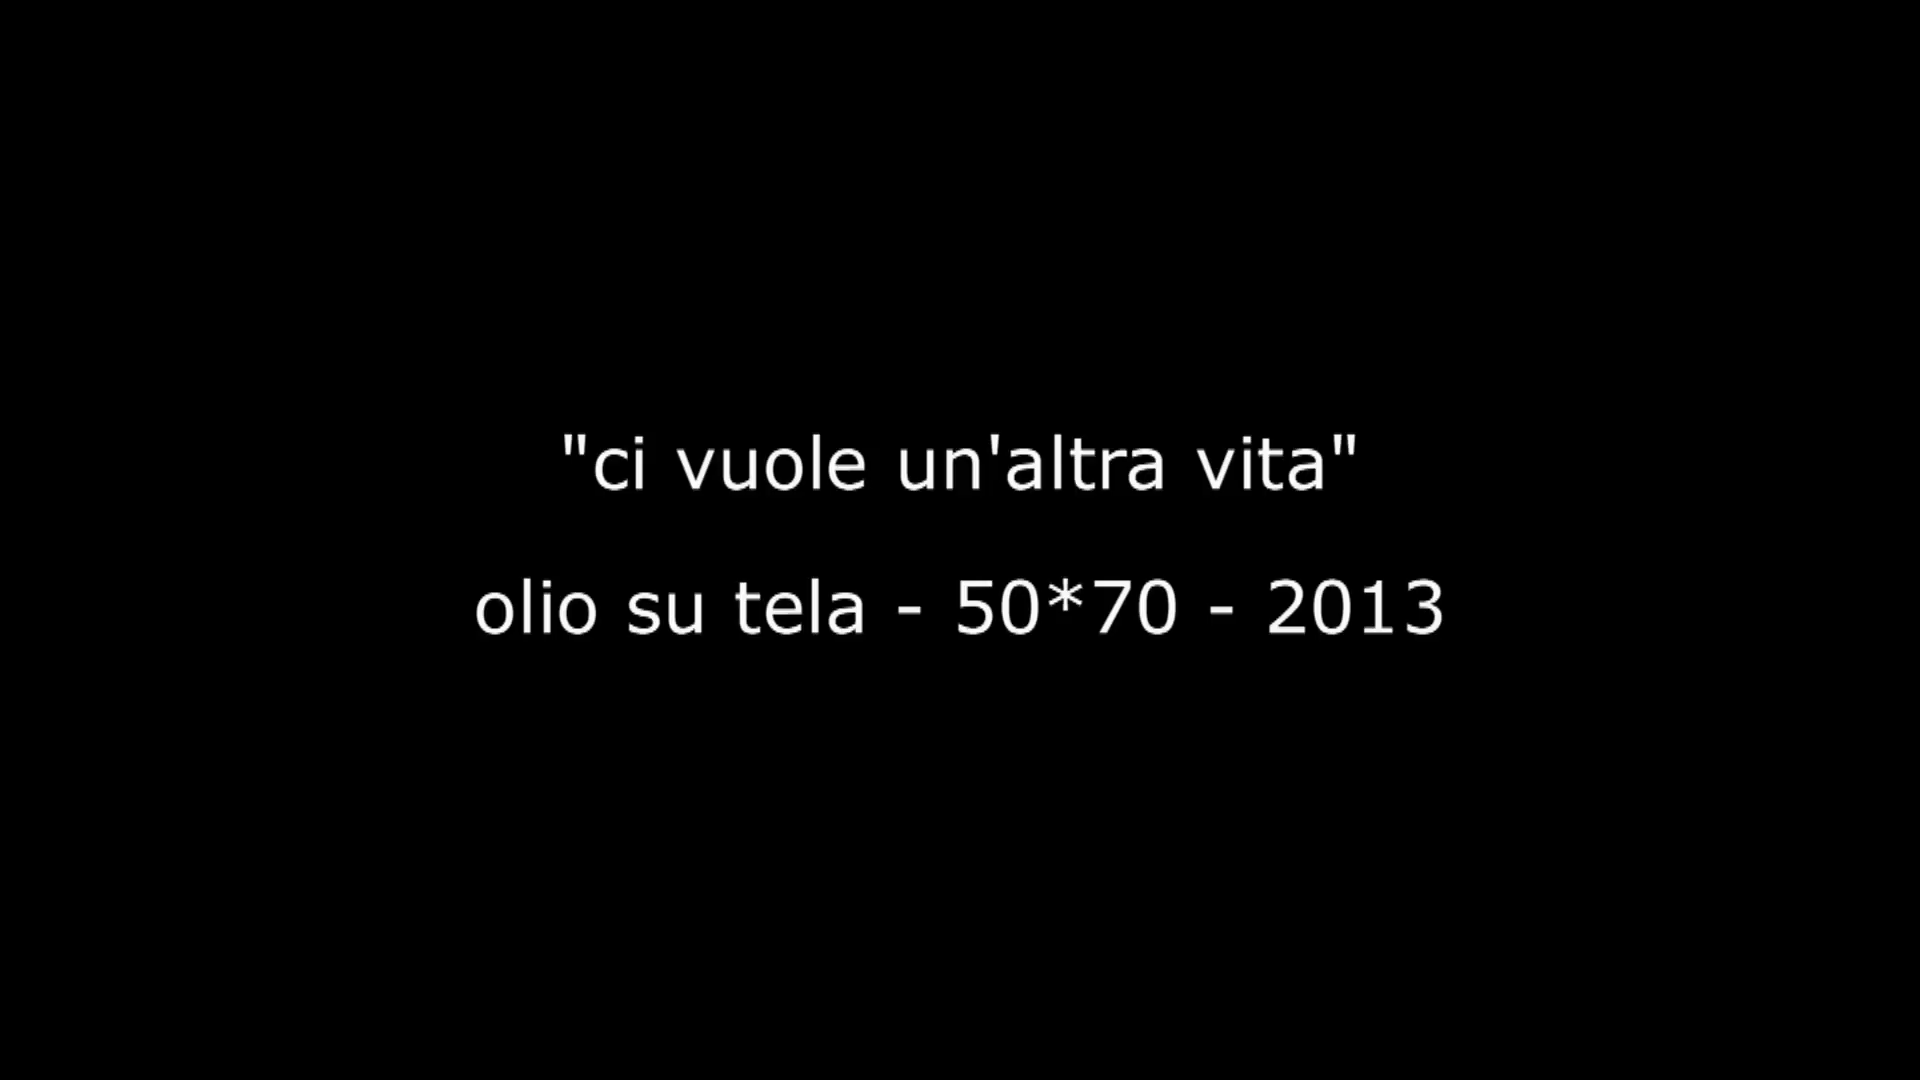 "ci vuole un'altra vita"
olio su tela - 50*70 - 2013